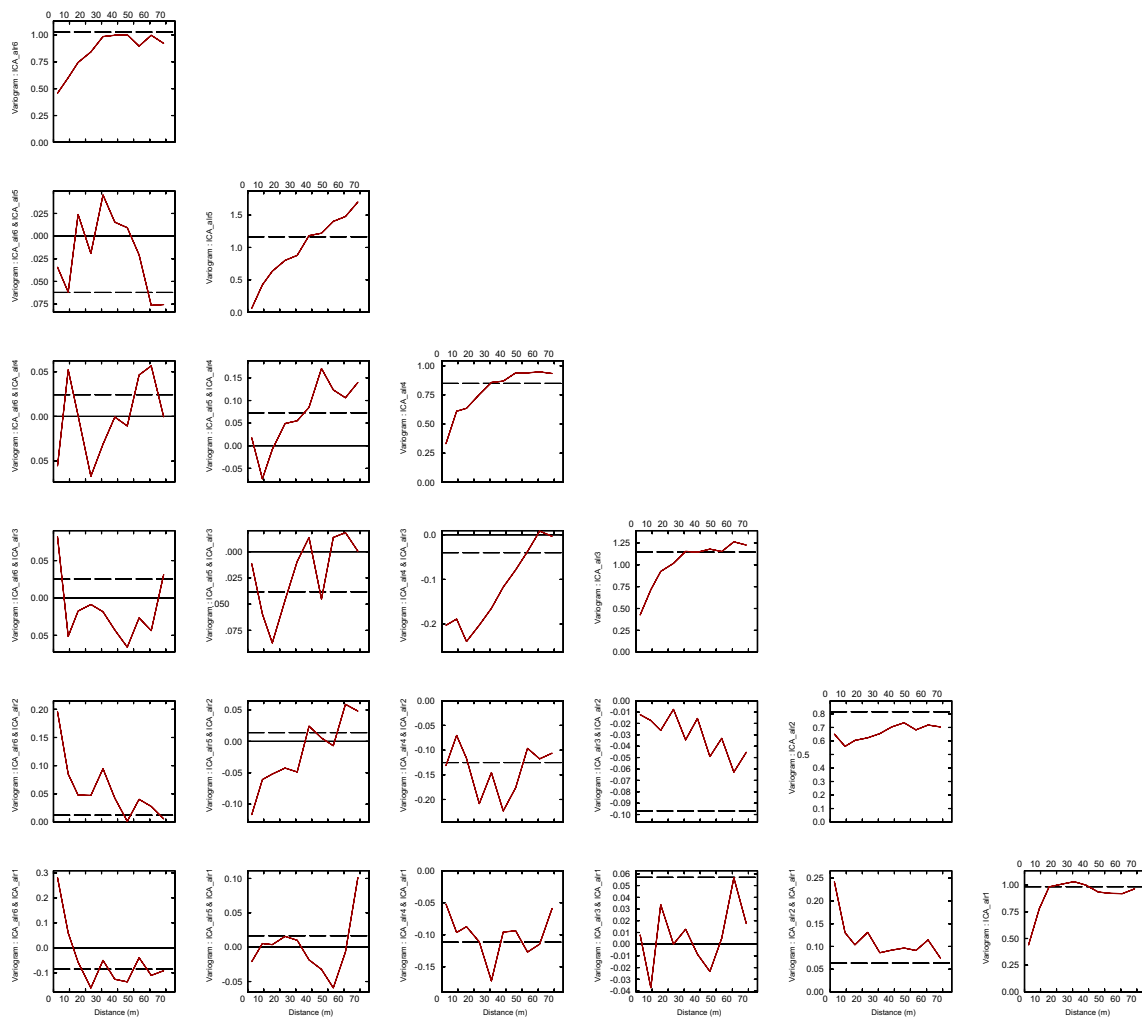 0 10 20 30 40 50 60 70
Variogram : ICA_alr6
1.00
0.75
0.50
0.25
0.00
Variogram : ICA_alr6 & ICA_alr5
.025
.000
.050
.075
0 10 20 30 40 50 60 70
Variogram : ICA_alr5
1.5
1.0
0.5
0.0
Variogram : ICA_alr6 & ICA_alr4
0.05
0.00
0.05
Variogram : ICA_alr5 & ICA_alr4
0.15
0.10
0.05
0.00
-0.05
0 10 20 30 40 50 60 70
Variogram : ICA_alr4
1.00
0.75
0.50
0.25
0.00
Variogram : ICA_alr6 & ICA_alr3
0.05
0.00
0.05
Variogram : ICA_alr5 & ICA_alr3
.000
.025
.050
.075
Variogram : ICA_alr4 & ICA_alr3
0.0
-0.1
-0.2
0 10 20 30 40 50 60 70
Variogram : ICA_alr3
1.25
1.00
0.75
0.50
0.25
0.00
Variogram : ICA_alr6 & ICA_alr2
0.20
0.15
0.10
0.05
0.00
Variogram : ICA_alr5 & ICA_alr2
0.05
0.00
-0.05
-0.10
Variogram : ICA_alr4 & ICA_alr2
0.00
-0.05
-0.10
-0.15
-0.20
Variogram : ICA_alr3 & ICA_alr2
0.00
-0.01
-0.02
-0.03
-0.04
-0.05
-0.06
-0.07
-0.08
-0.09
-0.10
0 10 20 30 40 50 60 70
Variogram : ICA_alr2
0.8
0.7
0.6
0.5
0.4
0.3
0.2
0.1
0.0
Variogram : ICA_alr6 & ICA_alr1
0.3
0.2
0.1
0.0
-0.1
0 10 20 30 40 50 60 70
Distance (m)
Variogram : ICA_alr5 & ICA_alr1
0.10
0.05
0.00
-0.05
0 10 20 30 40 50 60 70
Distance (m)
Variogram : ICA_alr4 & ICA_alr1
0.00
-0.05
-0.10
-0.15
0 10 20 30 40 50 60 70
Distance (m)
Variogram : ICA_alr3 & ICA_alr1
0.06
0.05
0.04
0.03
0.02
0.01
0.00
-0.01
-0.02
-0.03
-0.04
0 10 20 30 40 50 60 70
Distance (m)
Variogram : ICA_alr2 & ICA_alr1
0.25
0.20
0.15
0.10
0.05
0.00
0 10 20 30 40 50 60 70
Distance (m)
0 10 20 30 40 50 60 70
Variogram : ICA_alr1
1.00
0.75
0.50
0.25
0.00
0 10 20 30 40 50 60 70
Distance (m)